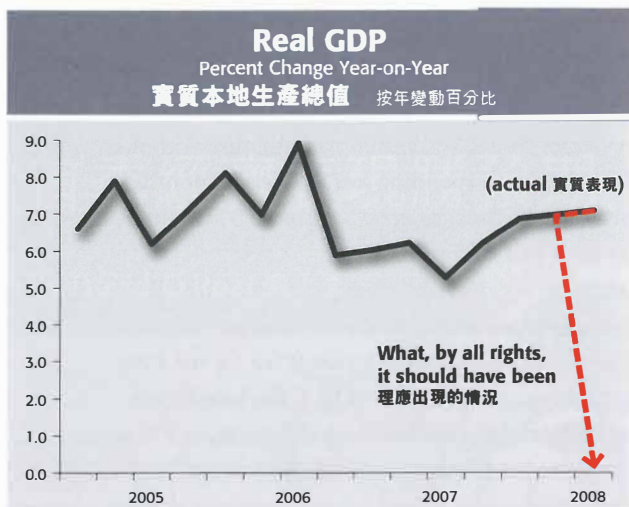 Real GDP
Percent Change Year-on-Year
實質本地生產總值 按年變動百分比
9.0
8.0
(actual 實質表現)
7.0
6.0
5.0
4.0
What, by all rights,
3.0
it should have been
理應出現的情況
2.0
1.0
0.0
2005 2006 2007 2008